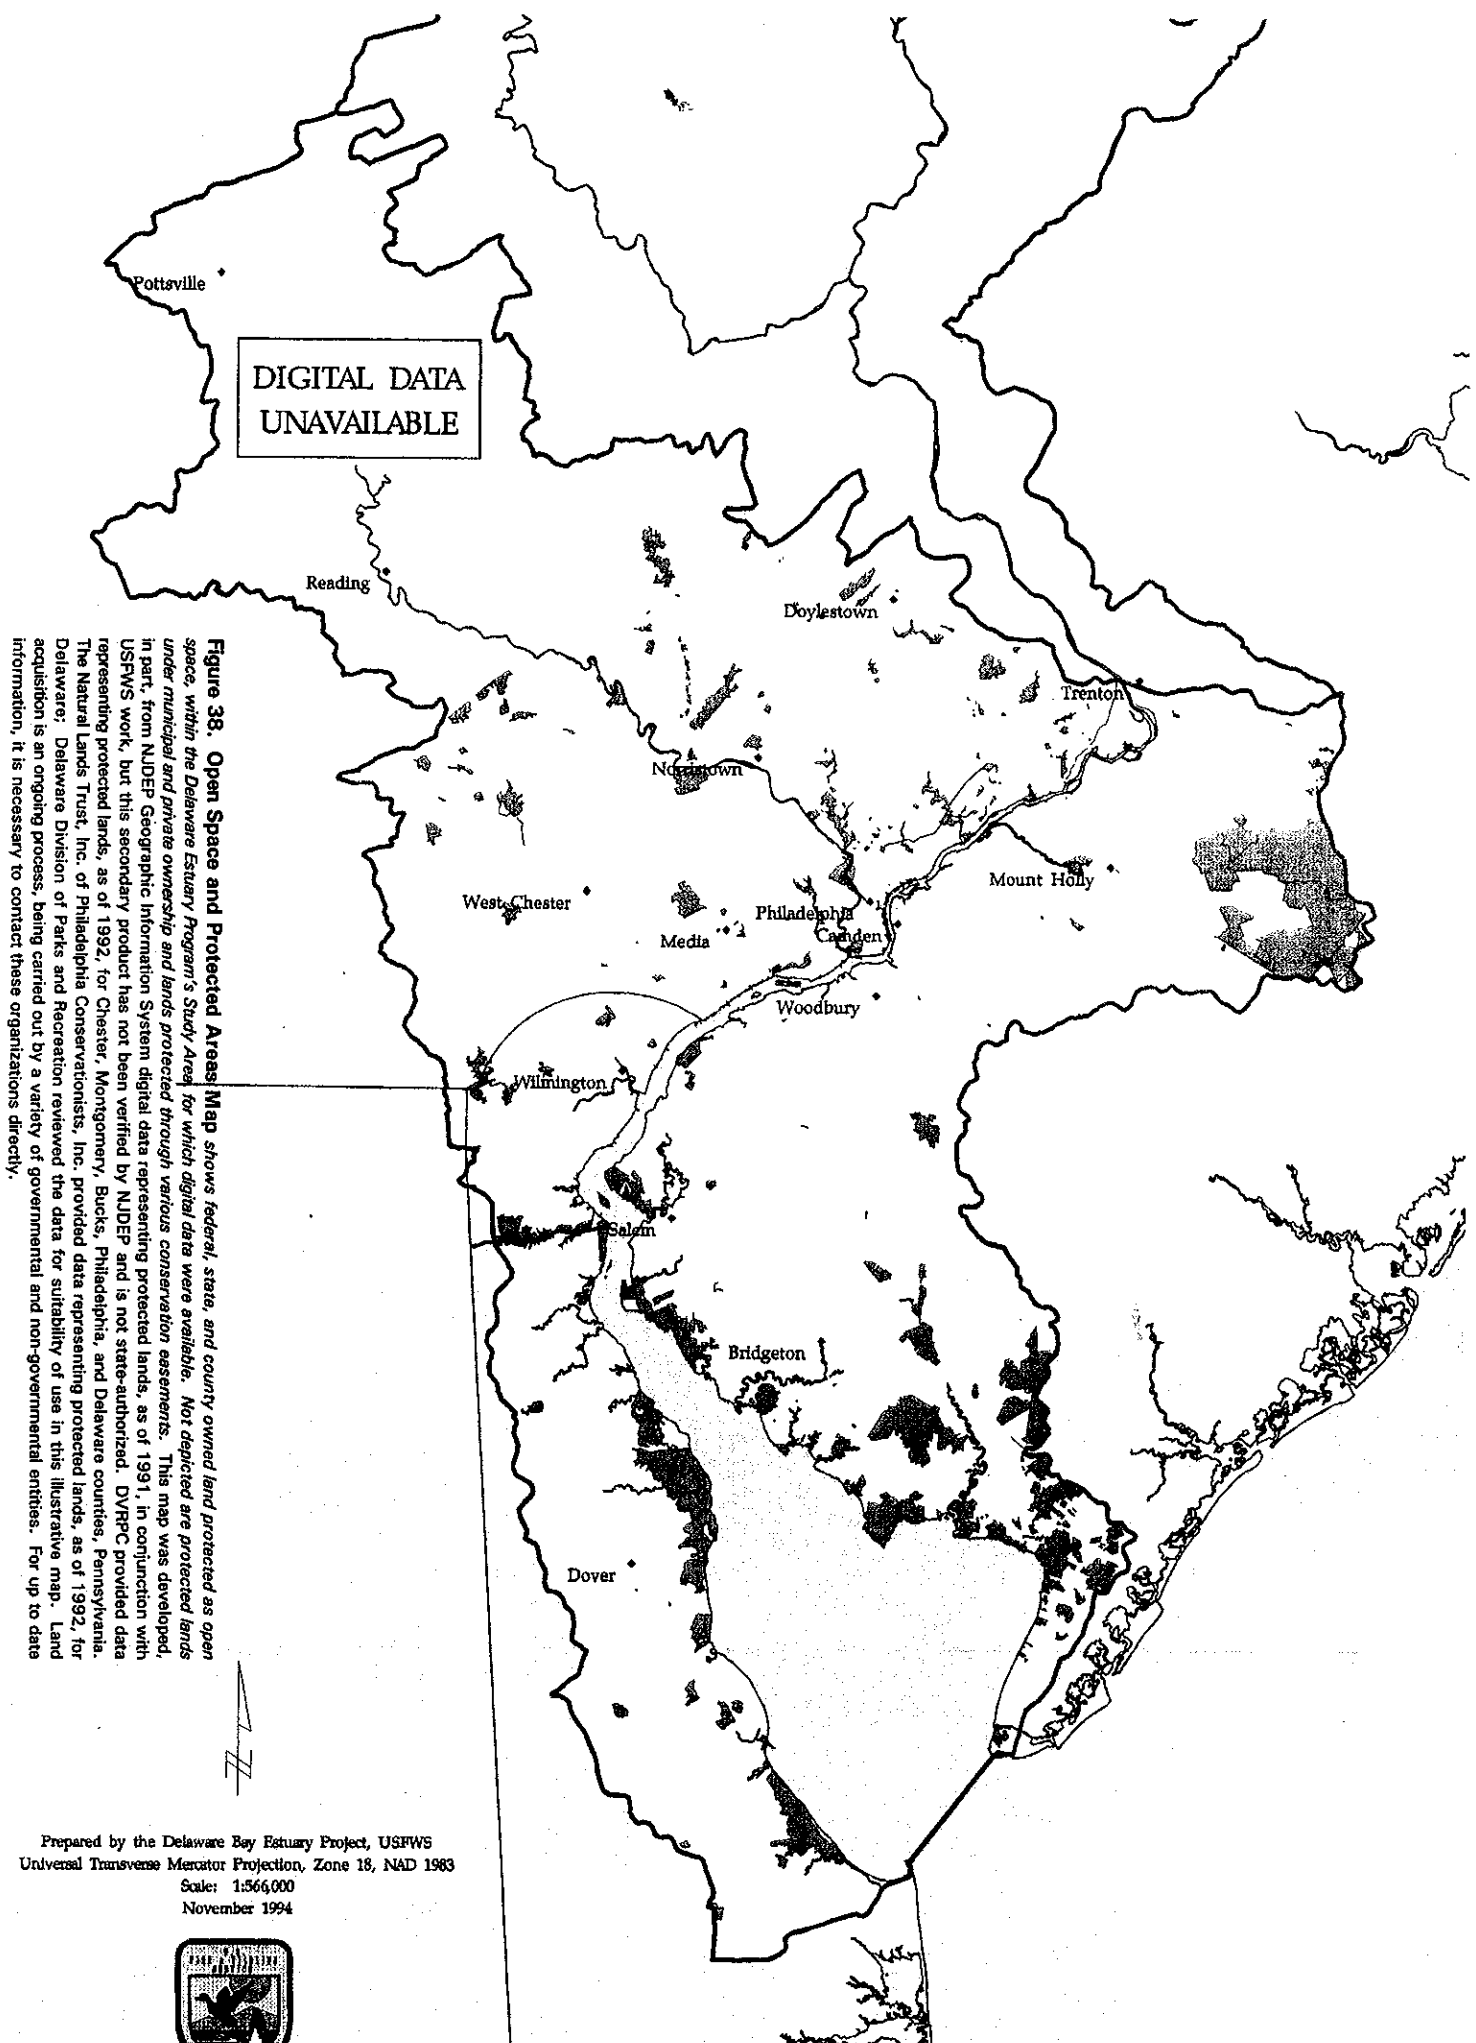 Pottsville
DIGITAL DATA
UNAVAILABLE
Reading
Doylestown
Trenton
Norristown
Mount Holly
West Chester
Philadelphia
Media
Camden
Woodbury
Wilmington
Salem
Bridgeton
Dover
Figure 38. Open Space and Protected Areas Map shows federal, state, and county owned land protected as open
space, within the Delaware Estuary Program's Study Area, for which digital data were available. Not depicted are protected lands
under municipal and private ownership and lands protected through various conservation easements. This map was developed,
in part, from NJDEP Geographic Information System digital data representing protected lands, as of 1991, in conjunction with
USFWS work, but this secondary product has not been verified by NJDEP and is not state-authorized. DVRPC provided data
representing protected lands, as of 1992, for Chester, Montgomery, Bucks, Philadelphia, and Delaware counties, Pennsylvania.
The Natural Lands Trust, Inc. of Philadelphia Conservationists, Inc. provided data representing protected lands, as of 1992, for
Delaware; Delaware Division of Parks and Recreation reviewed the data for suitability of use in this illustrative map. Land
acquisition is an ongoing process, being carried out by a variety of governmental and non-governmental entities. For up to date
information, it is necessary to contact these organizations directly.
Prepared by the Delaware Bay Estuary Project, USFWS
Universal Transverse Mercator Projection, Zone 18, NAD 1983
Scale: 1:566,000
November 1994